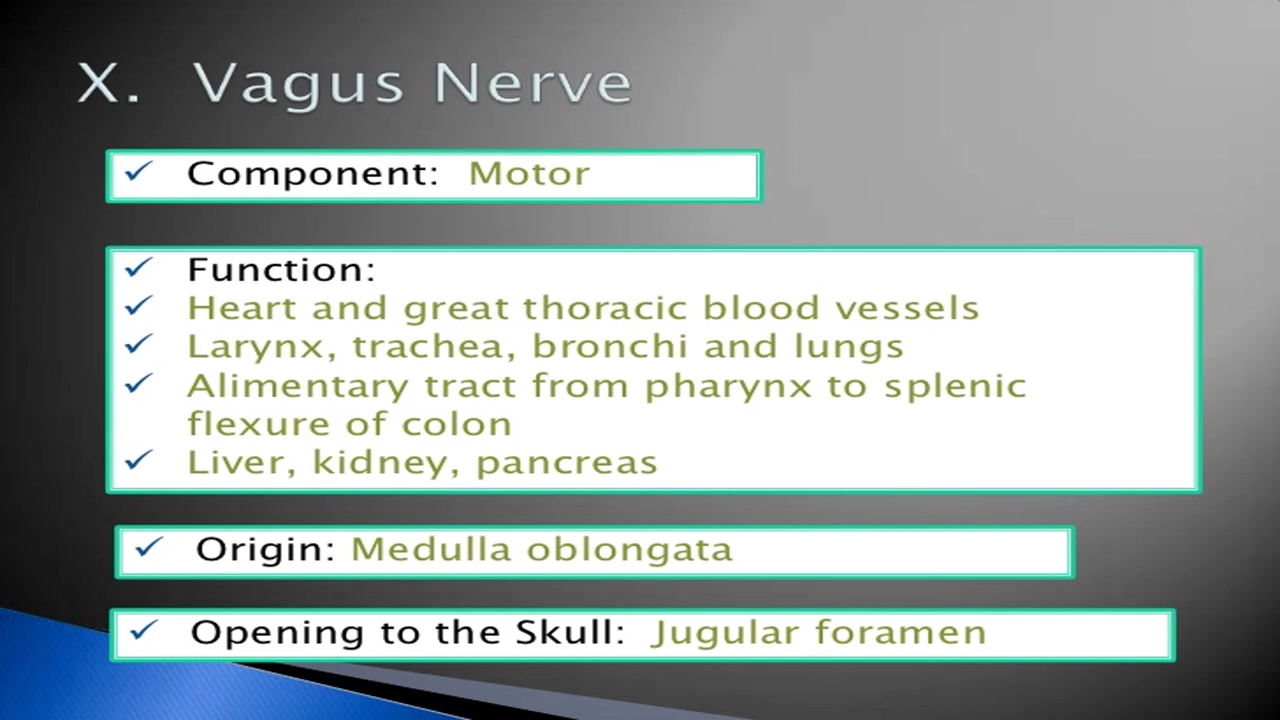 X. Vagus Nerve
✓ Component: Motor
✓ Function:
✓ Heart and great thoracic blood vessels
✓ Larynx, trachea, bronchi and lungs
✓ Alimentary tract from pharynx to splenic
flexure of colon
✓ Liver, kidney, pancreas
✓ Origin: Medulla oblongata
✓ Opening to the Skull: Jugular foramen